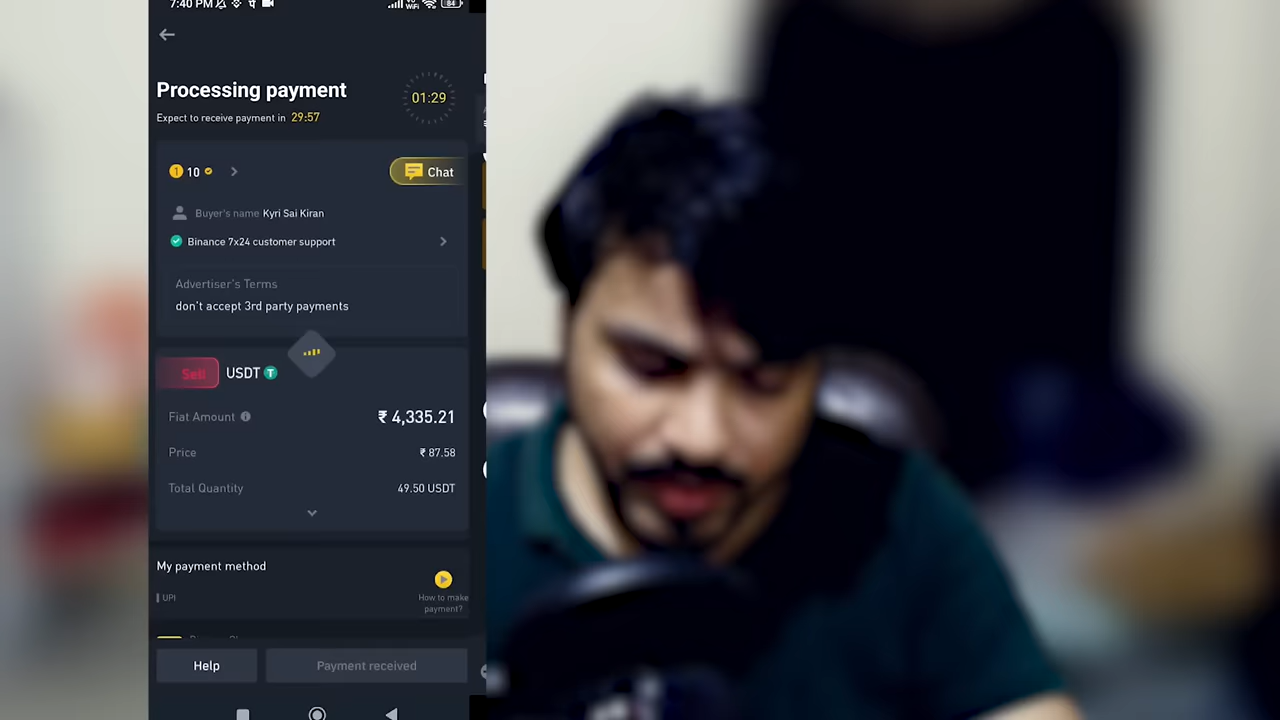 7:40 PM
84
Processing payment
01:29
Expect to receive payment in 29:57
1 10
Chat
Buyer's name Kyri Sai Kiran
Binance 7x24 customer support
Advertiser's Terms
don't accept 3rd party payments
Sell USDT
Fiat Amount ₹ 4,335.21
Price ₹ 87.58
Total Quantity 49.50 USDT
My payment method
UPI
How to make
payment?
Help
Payment received